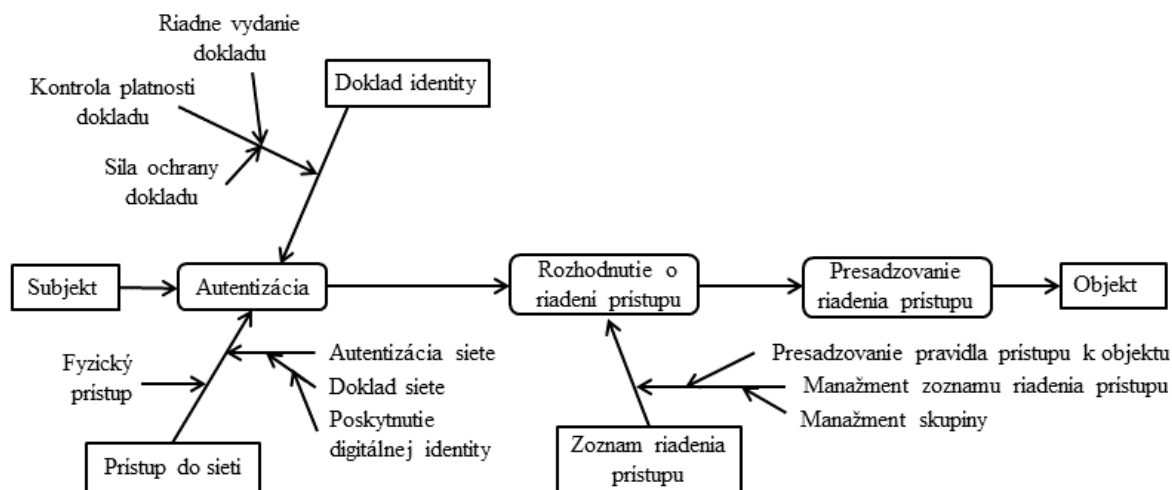 Riadne vydanie
dokladu
Kontrola platnosti
dokladu
Doklad identity
Sila ochrany
dokladu
Subjekt
Autentizácia
Rozhodnutie o
riadení prístupu
Presadzovanie
riadenia prístupu
Objekt
Fyzický
prístup
Autentizácia siete
Doklad siete
Poskytnutie
digitálnej identity
Prístup do sieti
Presadzovanie pravidla prístupu k objektu
Manažment zoznamu riadenia prístupu
Manažment skupiny
Zoznam riadenia
prístupu